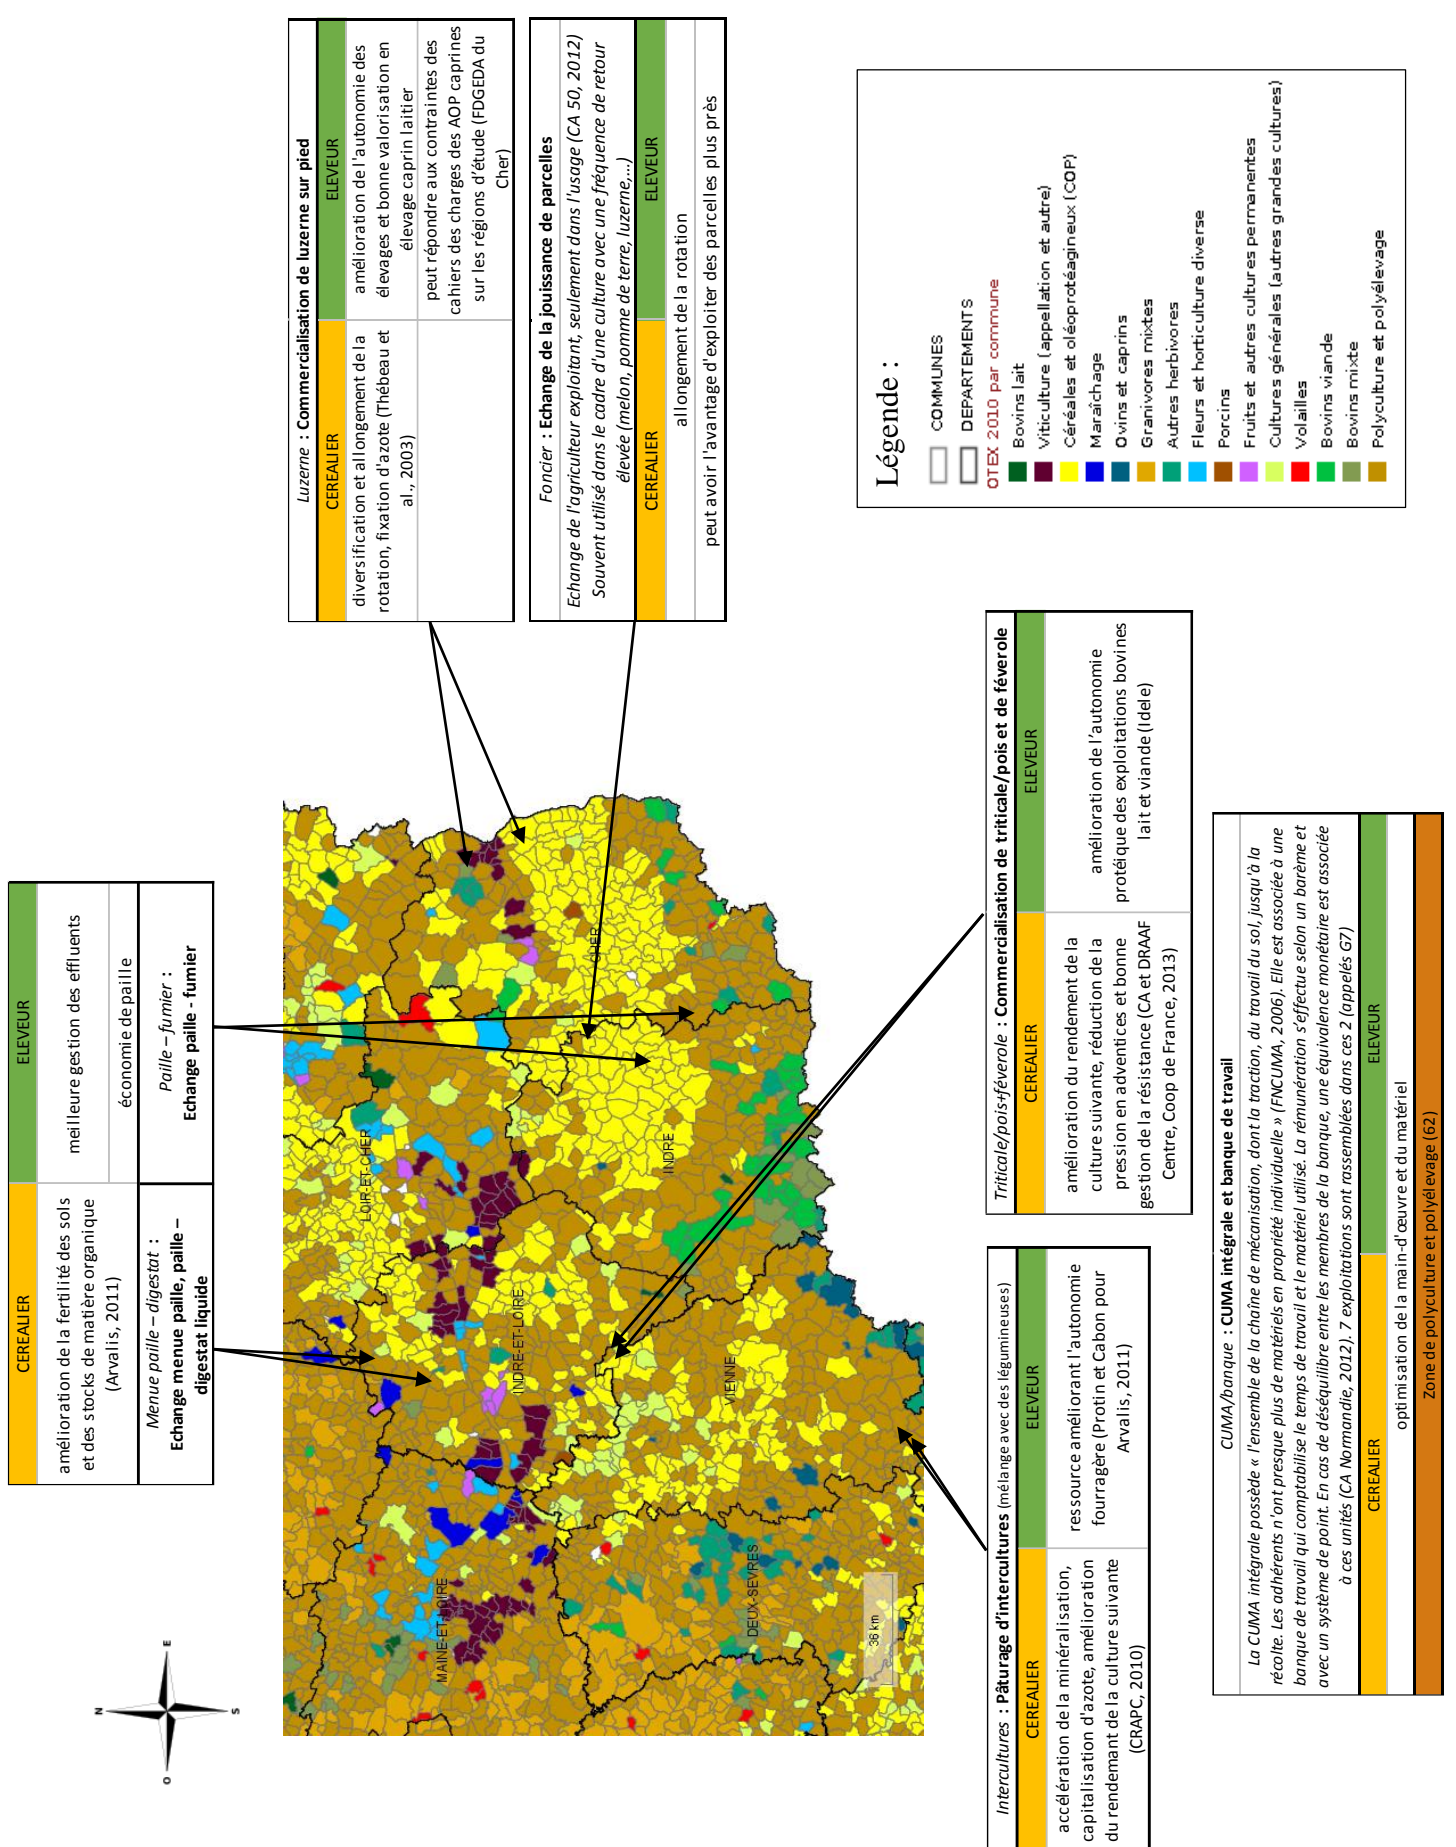 N
O
E
S
CEREALIER
ELEVEUR
amélioration de la fertilité des sols
et des stocks de matière organique
(Arvalis, 2011)
meilleure gestion des effluents
économie de paille
Menue paille – digestat :
Echange menue paille, paille –
digestat liquide
Paille – fumier :
Echange paille - fumier
Luzerne : Commercialisation de luzerne sur pied
CEREALIER
ELEVEUR
diversification et allongement de la
rotation, fixation d'azote (Thébeau et
al., 2003)
amélioration de l'autonomie des
élevages et bonne valorisation en
élevage caprin laitier
peut répondre aux contraintes des
cahiers des charges des AOP caprines
sur les régions d'étude (FDGEDA du
Cher)
Foncier : Echange de la jouissance de parcelles
Echange de l'agriculteur exploitant, seulement dans l'usage (CA 50, 2012)
Souvent utilisé dans le cadre d'une culture avec une fréquence de retour
élevée (melon, pomme de terre, luzerne,…)
CEREALIER
ELEVEUR
allongement de la rotation
peut avoir l'avantage d'exploiter des parcelles plus près
LOIR-ET-CHER
MAINE-ET-LOIRE
INDRE-ET-LOIRE
CHER
INDRE
VIENNE
DEUX-SEVRES
36 km
Légende :
COMMUNES
DEPARTEMENTS
OTEX 2010 par commune
Bovins lait
Viticulture (appellation et autre)
Céréales et oléoprotéagineux (COP)
Maraîchage
Ovins et caprins
Granivores mixtes
Autres herbivores
Fleurs et horticulture diverse
Porcins
Fruits et autres cultures permanentes
Cultures générales (autres grandes cultures)
Volailles
Bovins viande
Bovins mixte
Polyculture et polyélevage
Intercultures : Pâturage d'intercultures (mélange avec des légumineuses)
CEREALIER
ELEVEUR
accélération de la minéralisation,
capitalisation d'azote, amélioration
du rendemant de la culture suivante
(CRAPC, 2010)
ressource améliorant l'autonomie
fourragère (Protin et Cabon pour
Arvalis, 2011)
Triticale/pois+féverole : Commercialisation de triticale/pois et de féverole
CEREALIER
ELEVEUR
amélioration du rendement de la
culture suivante, réduction de la
pression en adventices et bonne
gestion de la résistance (CA et DRAAF
Centre, Coop de France, 2013)
amélioration de l'autonomie
protéique des exploitations bovines
lait et viande (Idele)
CUMA/banque : CUMA intégrale et banque de travail
La CUMA intégrale possède « l'ensemble de la chaîne de mécanisation, dont la traction, du travail du sol, jusqu'à la
récolte. Les adhérents n'ont presque plus de matériels en propriété individuelle » (FNCUMA, 2006). Elle est associée à une
banque de travail qui comptabilise le temps de travail et le matériel utilisé. La rémunération s'effectue selon un barème et
avec un système de point. En cas de déséquilibre entre les membres de la banque, une équivalence monétaire est associée
à ces unités (CA Normandie, 2012). 7 exploitations sont rassemblées dans ces 2 (appelés G7)
CEREALIER
ELEVEUR
optimisation de la main-d'œuvre et du matériel
Zone de polyculture et polyélevage (62)